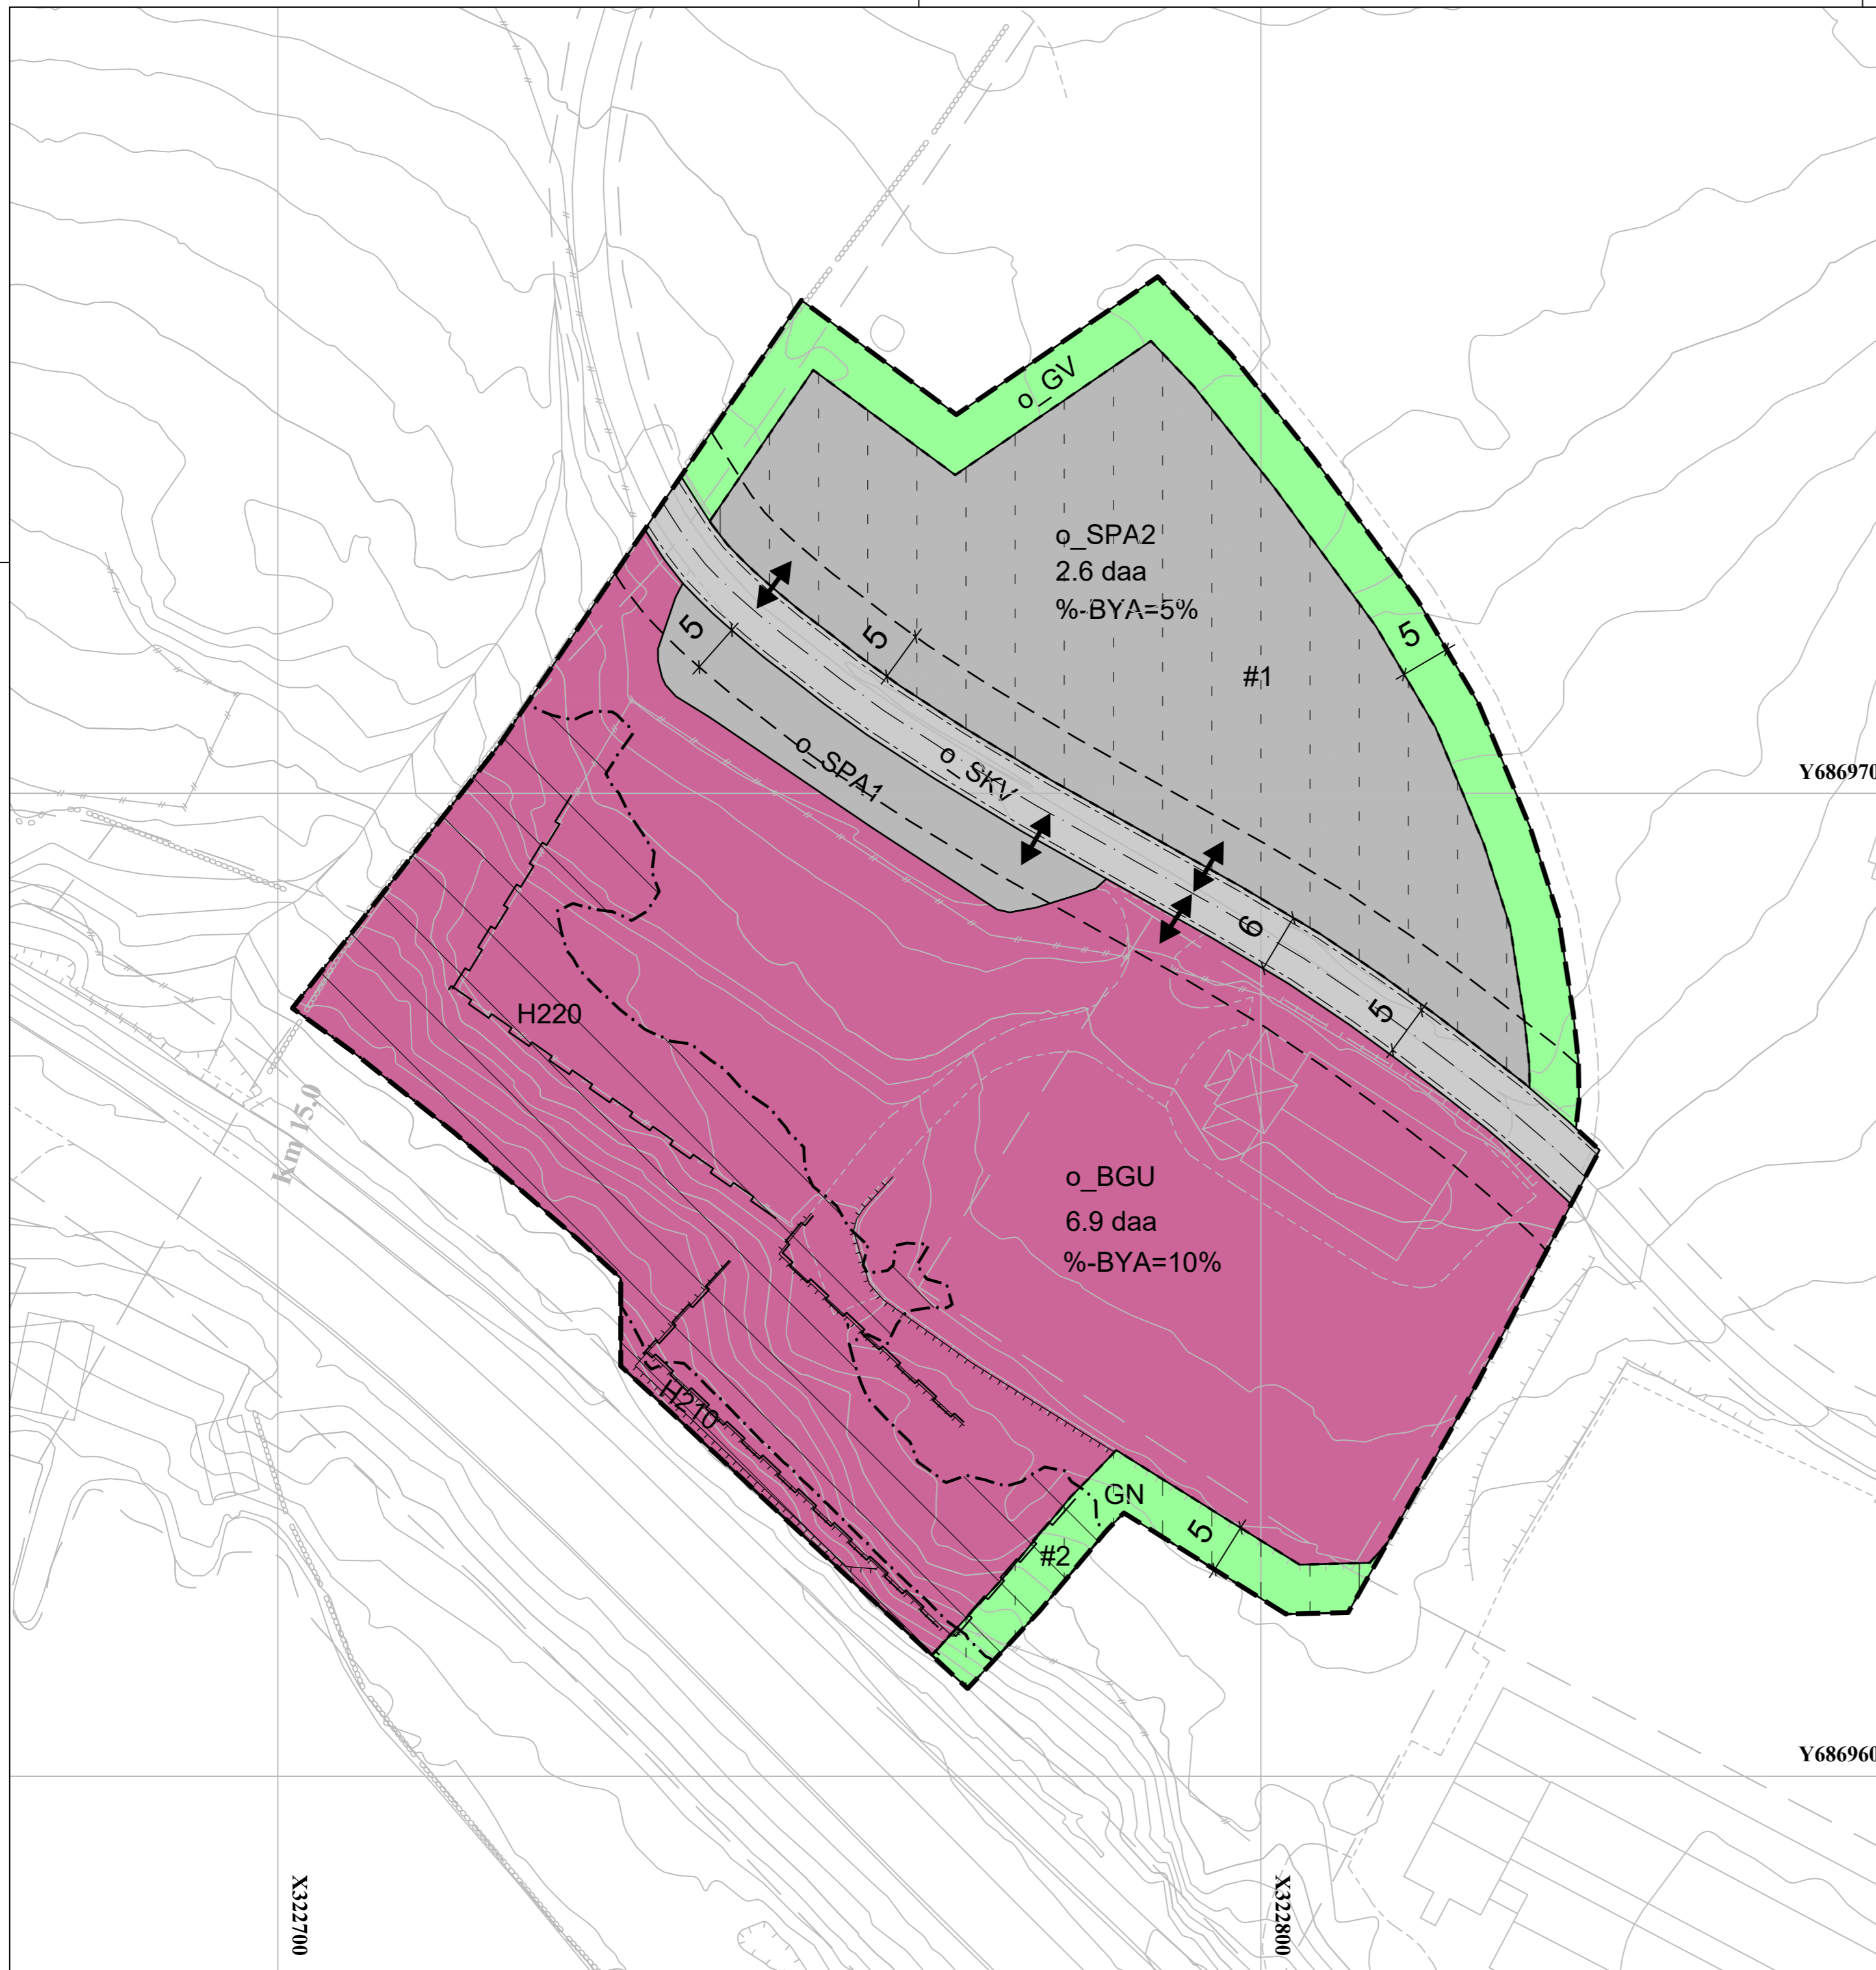 o_GV
o_SPA2
2.6 daa
%-BYA=5%
5
5
5
#1
o_SPA1
o_SKV
Y686970
6
5
H220
Km 15.0
o_BGU
6.9 daa
%-BYA=10%
H210
GN
5
#2
Y686960
X322700
X322800